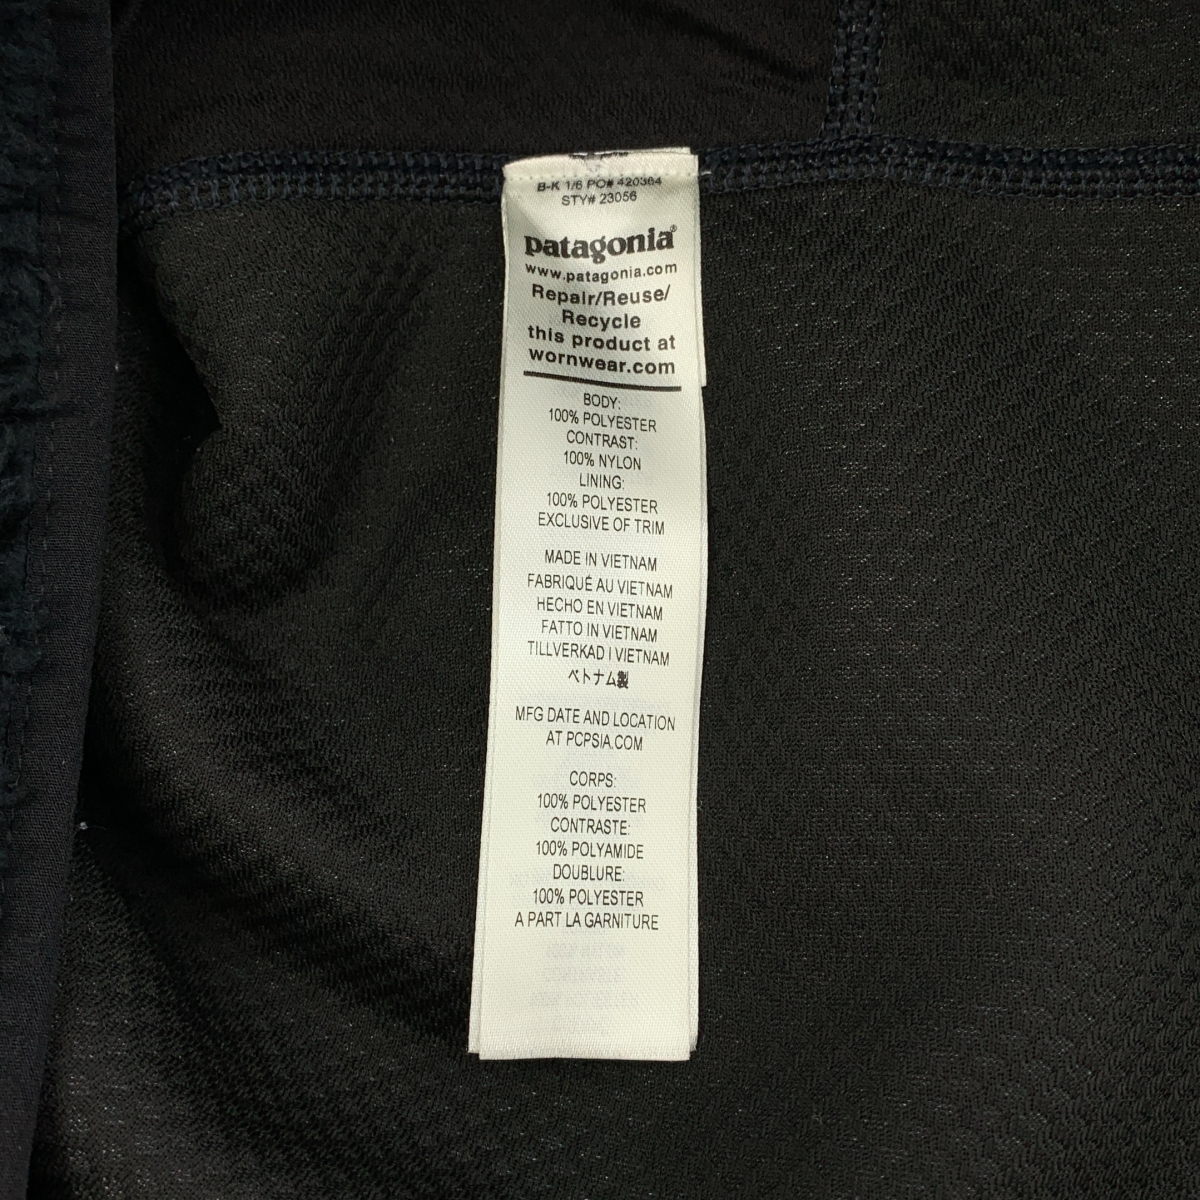 B-K 1/6 PO# 420364
STY# 23056
patagonia®
www.patagonia.com
Repair/Reuse/
Recycle
this product at
wornwear.com
BODY:
100% POLYESTER
CONTRAST:
100% NYLON
LINING:
100% POLYESTER
EXCLUSIVE OF TRIM
MADE IN VIETNAM
FABRIQUÉ AU VIETNAM
HECHO EN VIETNAM
FATTO IN VIETNAM
TILLVERKAD I VIETNAM
ベトナム製
MFG DATE AND LOCATION
AT PCPSIA.COM
CORPS:
100% POLYESTER
CONTRASTE:
100% POLYAMIDE
DOUBLURE:
100% POLYESTER
A PART LA GARNITURE